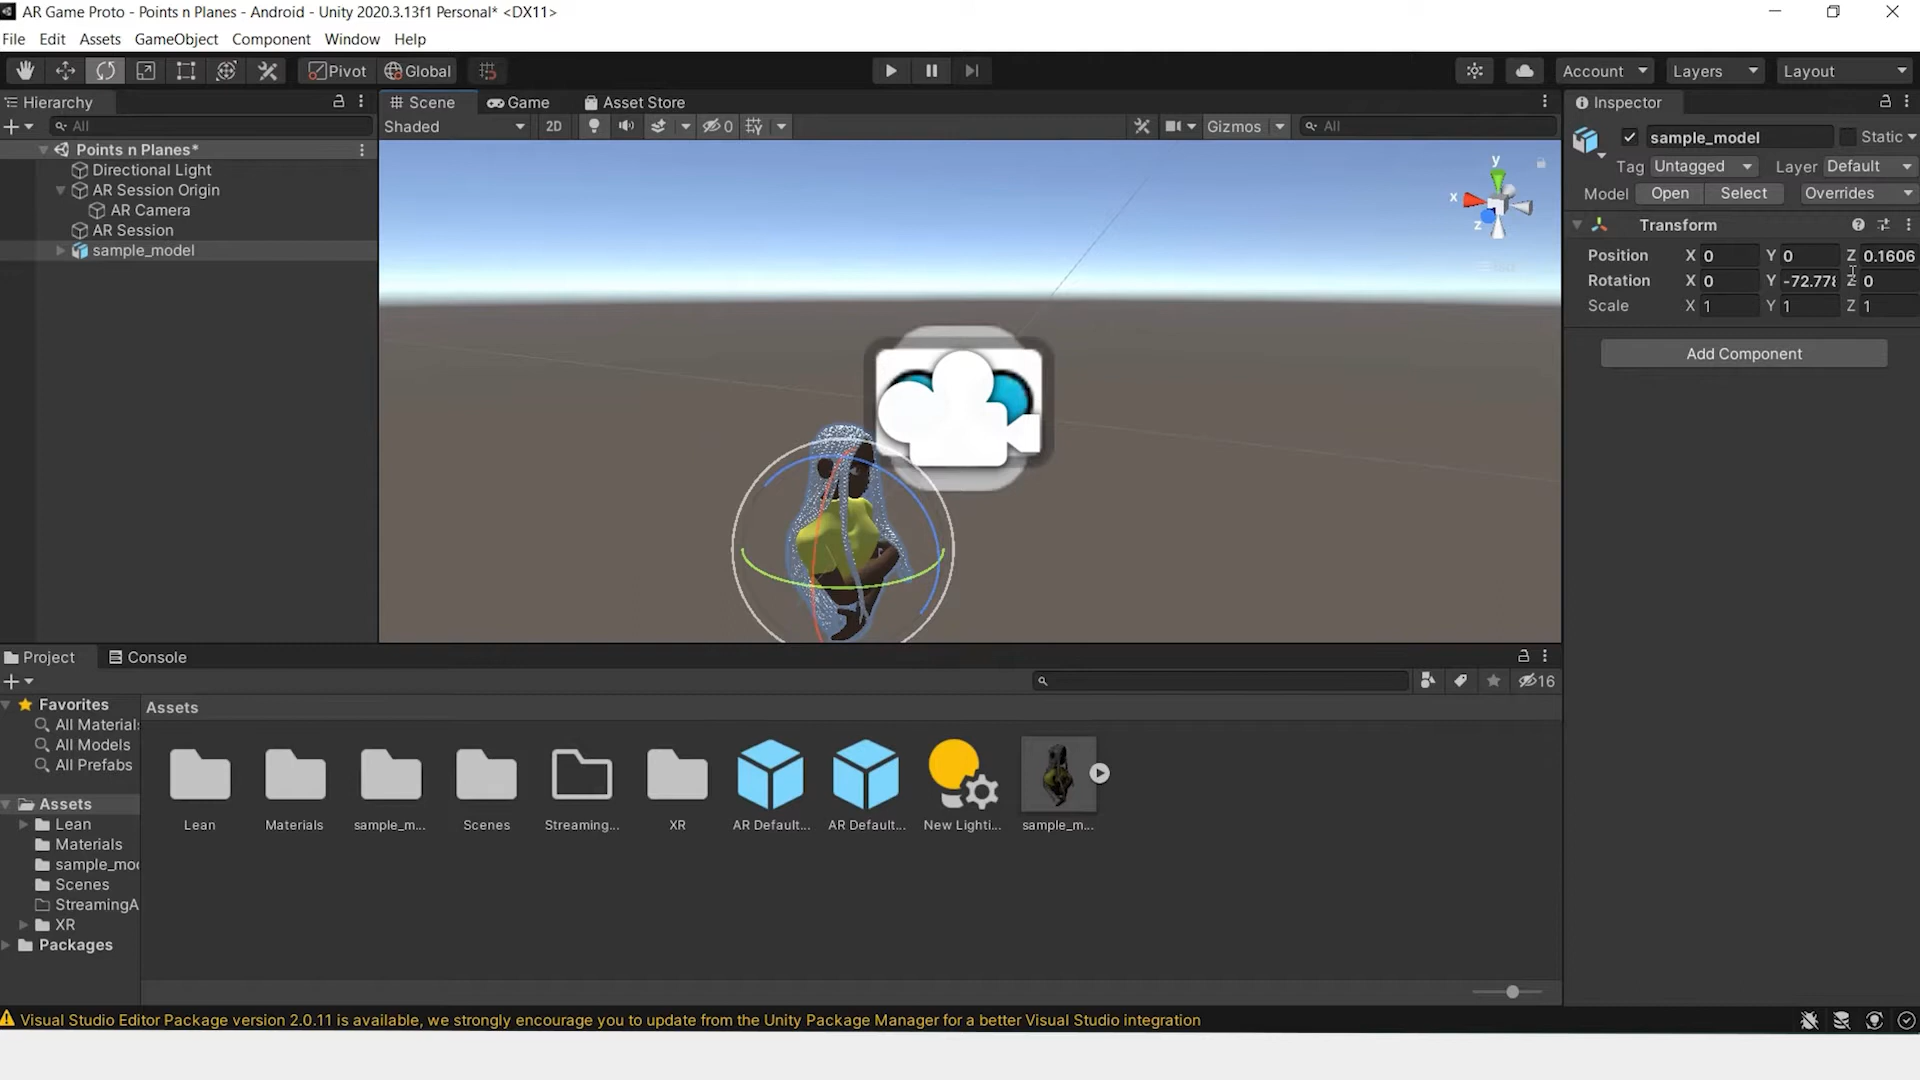 AR Game Proto - Points n Planes - Android - Unity 2020.3.13f1 Personal* <DX11>
File Edit Assets GameObject Component Window Help
Pivot Global Account Layers Layout
Hierarchy
All
Points n Planes*
Directional Light
AR Session Origin
AR Camera
AR Session
sample_model
Scene Game Asset Store
Shaded 2D 0 Gizmos All
y
x
z
Inspector
sample_model Static
Tag Untagged Layer Default
Model Open Select Overrides
Transform
Position X 0 Y 0 Z 0.1606
Rotation X 0 Y -72.778 Z 0
Scale X 1 Y 1 Z 1
Add Component
Project Console
16
Favorites
All Material
All Models
All Prefabs
Assets
Lean
Materials
sample_mo
Scenes
StreamingA
XR
Packages
Assets
Lean Materials sample_m... Scenes Streaming... XR AR Default... AR Default... New Lighti... sample_m...
Visual Studio Editor Package version 2.0.11 is available, we strongly encourage you to update from the Unity Package Manager for a better Visual Studio integration